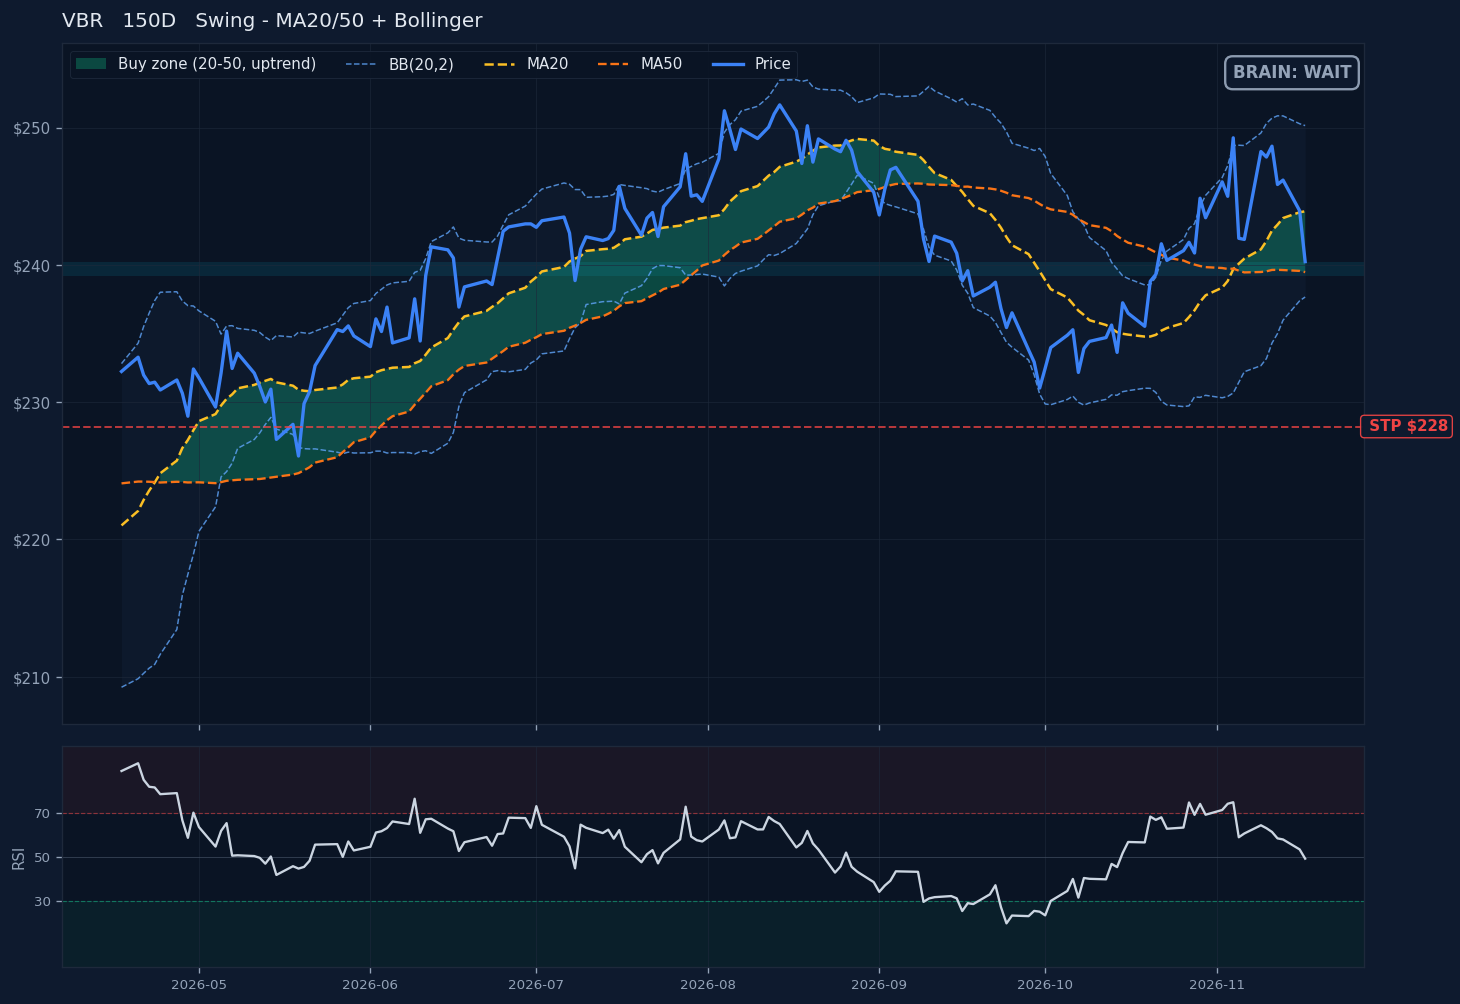 VBR   150D   Swing - MA20/50 + Bollinger
Buy zone (20-50, uptrend)   BB(20,2)   MA20   MA50   Price
BRAIN: WAIT
$250
$240
$230
STP $228
$220
$210
70
50
30
RSI
2026-05   2026-06   2026-07   2026-08   2026-09   2026-10   2026-11